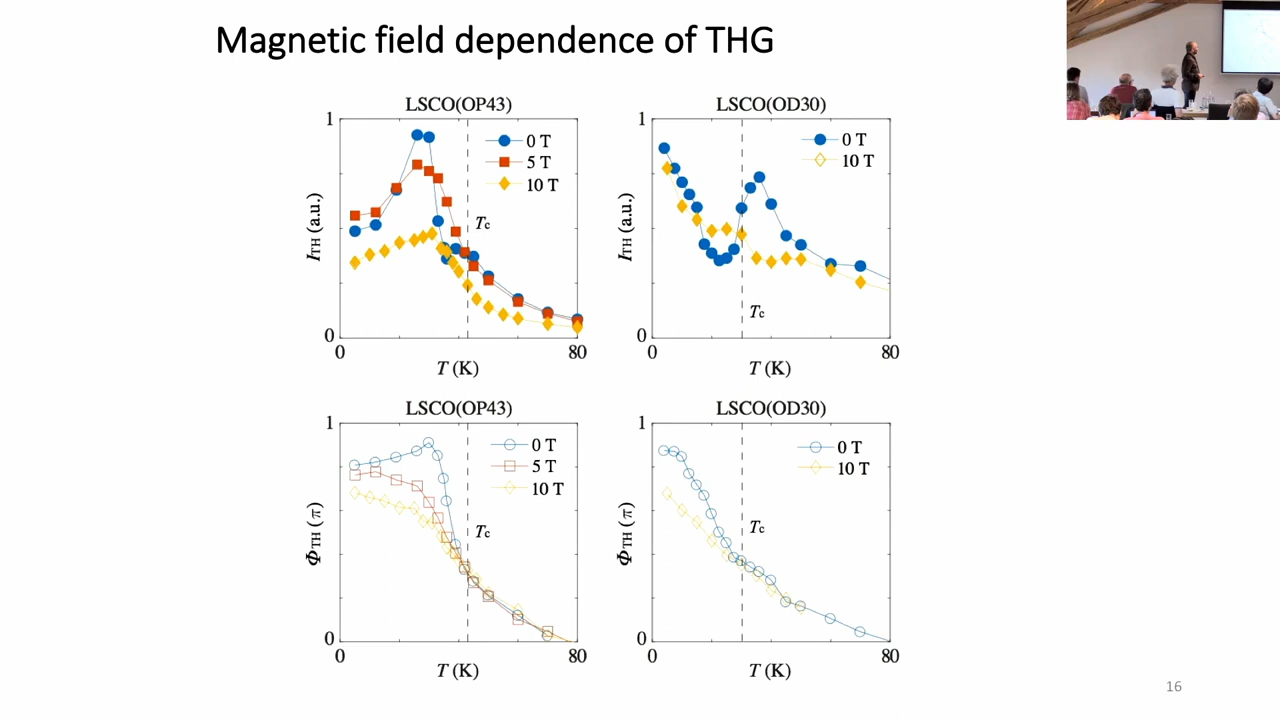 Magnetic field dependence of THG
LSCO(OP43)
1
0 T
5 T
10 T
Tc
ITH (a.u.)
0
0
80
T (K)
LSCO(OD30)
1
0 T
10 T
Tc
ITH (a.u.)
0
0
80
T (K)
LSCO(OP43)
1
0 T
5 T
10 T
Tc
ΦTH (π)
0
0
80
T (K)
LSCO(OD30)
1
0 T
10 T
Tc
ΦTH (π)
0
0
80
T (K)
16